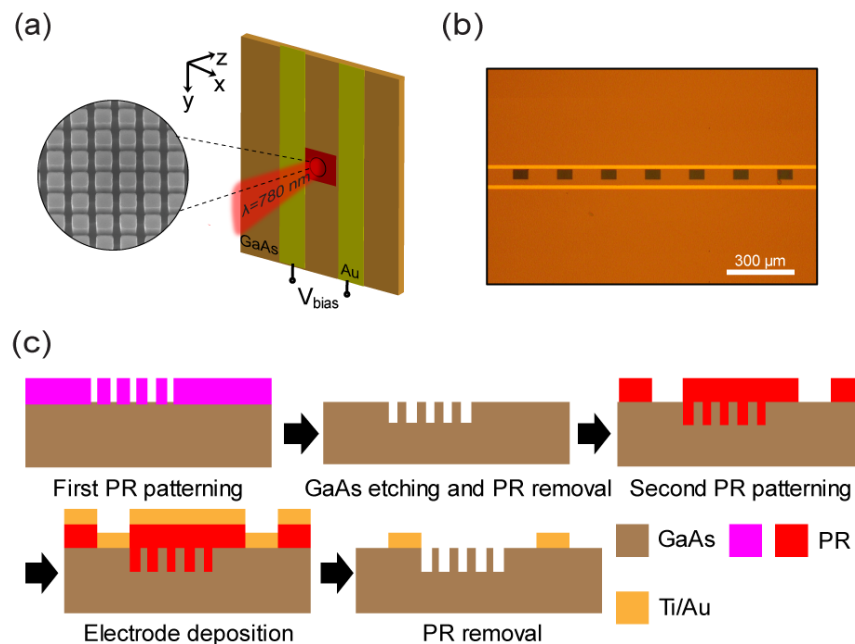 (a)
z
x
y
λ=780 nm
GaAs
Au
Vbias
(b)
300 µm
(c)
First PR patterning
GaAs etching and PR removal
Second PR patterning
Electrode deposition
PR removal
GaAs
PR
Ti/Au